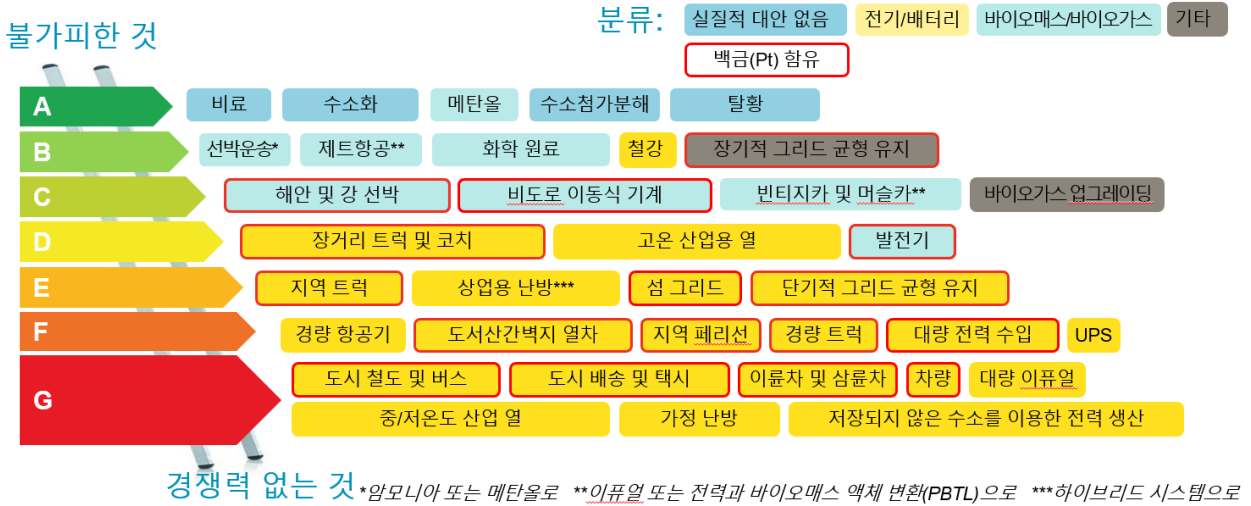 불가피한 것
분류: 실질적 대안 없음 전기/배터리 바이오매스/바이오가스 기타
백금(Pt) 함유
A 비료 수소화 메탄올 수소첨가분해 탈황
B 선박운송* 제트항공** 화학 원료 철강 장기적 그리드 균형 유지
C 해안 및 강 선박 비도로 이동식 기계 빈티지카 및 머슬카** 바이오가스 업그레이딩
D 장거리 트럭 및 코치 고온 산업용 열 발전기
E 지역 트럭 상업용 난방*** 섬 그리드 단기적 그리드 균형 유지
F 경량 항공기 도서산간벽지 열차 지역 페리선 경량 트럭 대량 전력 수입 UPS
G 도시 철도 및 버스 도시 배송 및 택시 이륜차 및 삼륜차 차량 대량 이퓨얼
중/저온도 산업 열 가정 난방 저장되지 않은 수소를 이용한 전력 생산
경쟁력 없는 것 *암모니아 또는 메탄올로 **이퓨얼 또는 전력과 바이오매스 액체 변환(PBTL)으로 ***하이브리드 시스템으로